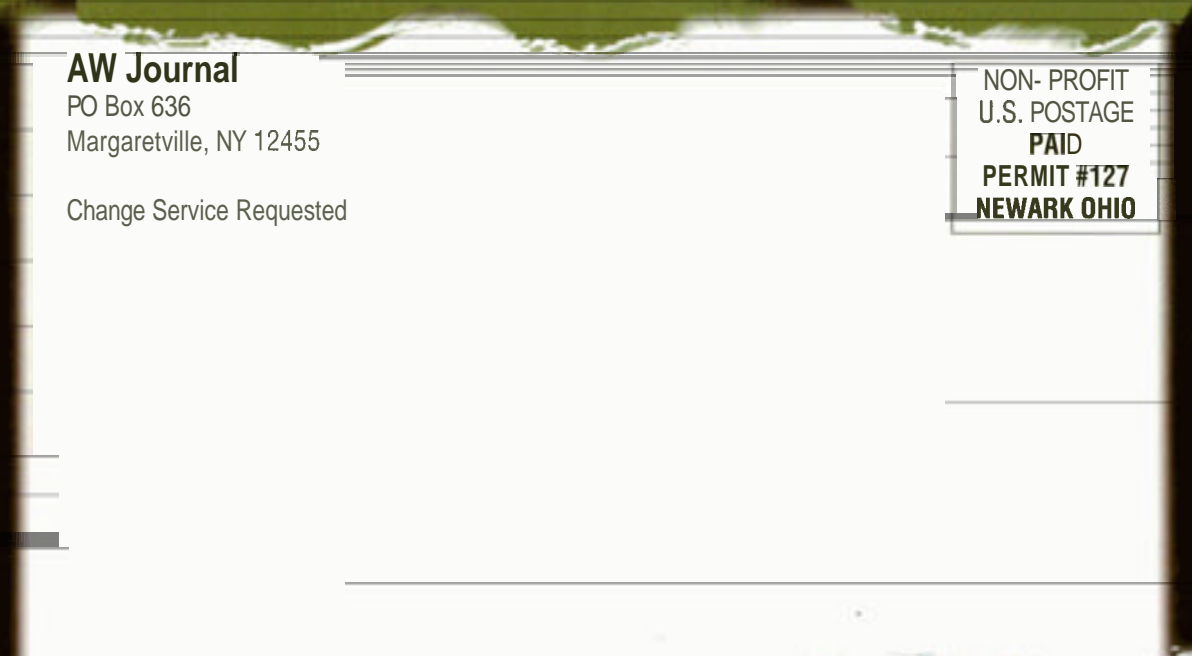 AW Journal
PO Box 636
Margaretville, NY 12455
Change Service Requested
NON- PROFIT
U.S. POSTAGE
PAID
PERMIT #127
NEWARK OHIO